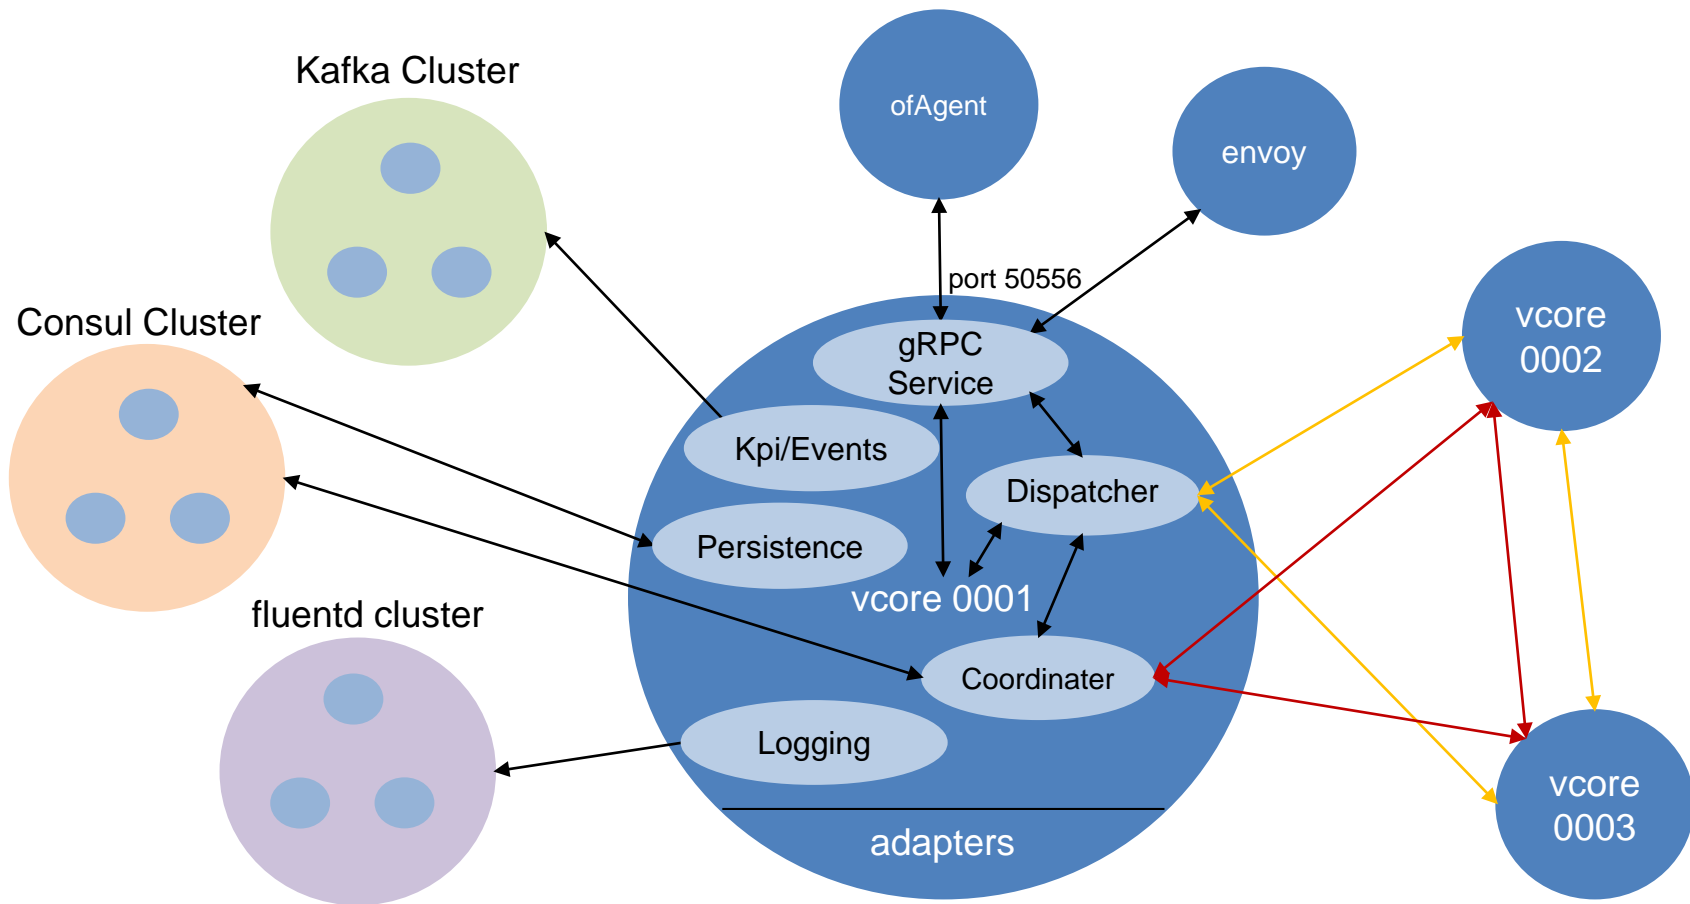 Kafka Cluster
ofAgent
envoy
port 50556
Consul Cluster
gRPC
Service
vcore
0002
Kpi/Events
Dispatcher
Persistence
vcore 0001
fluentd cluster
Coordinater
Logging
vcore
0003
adapters